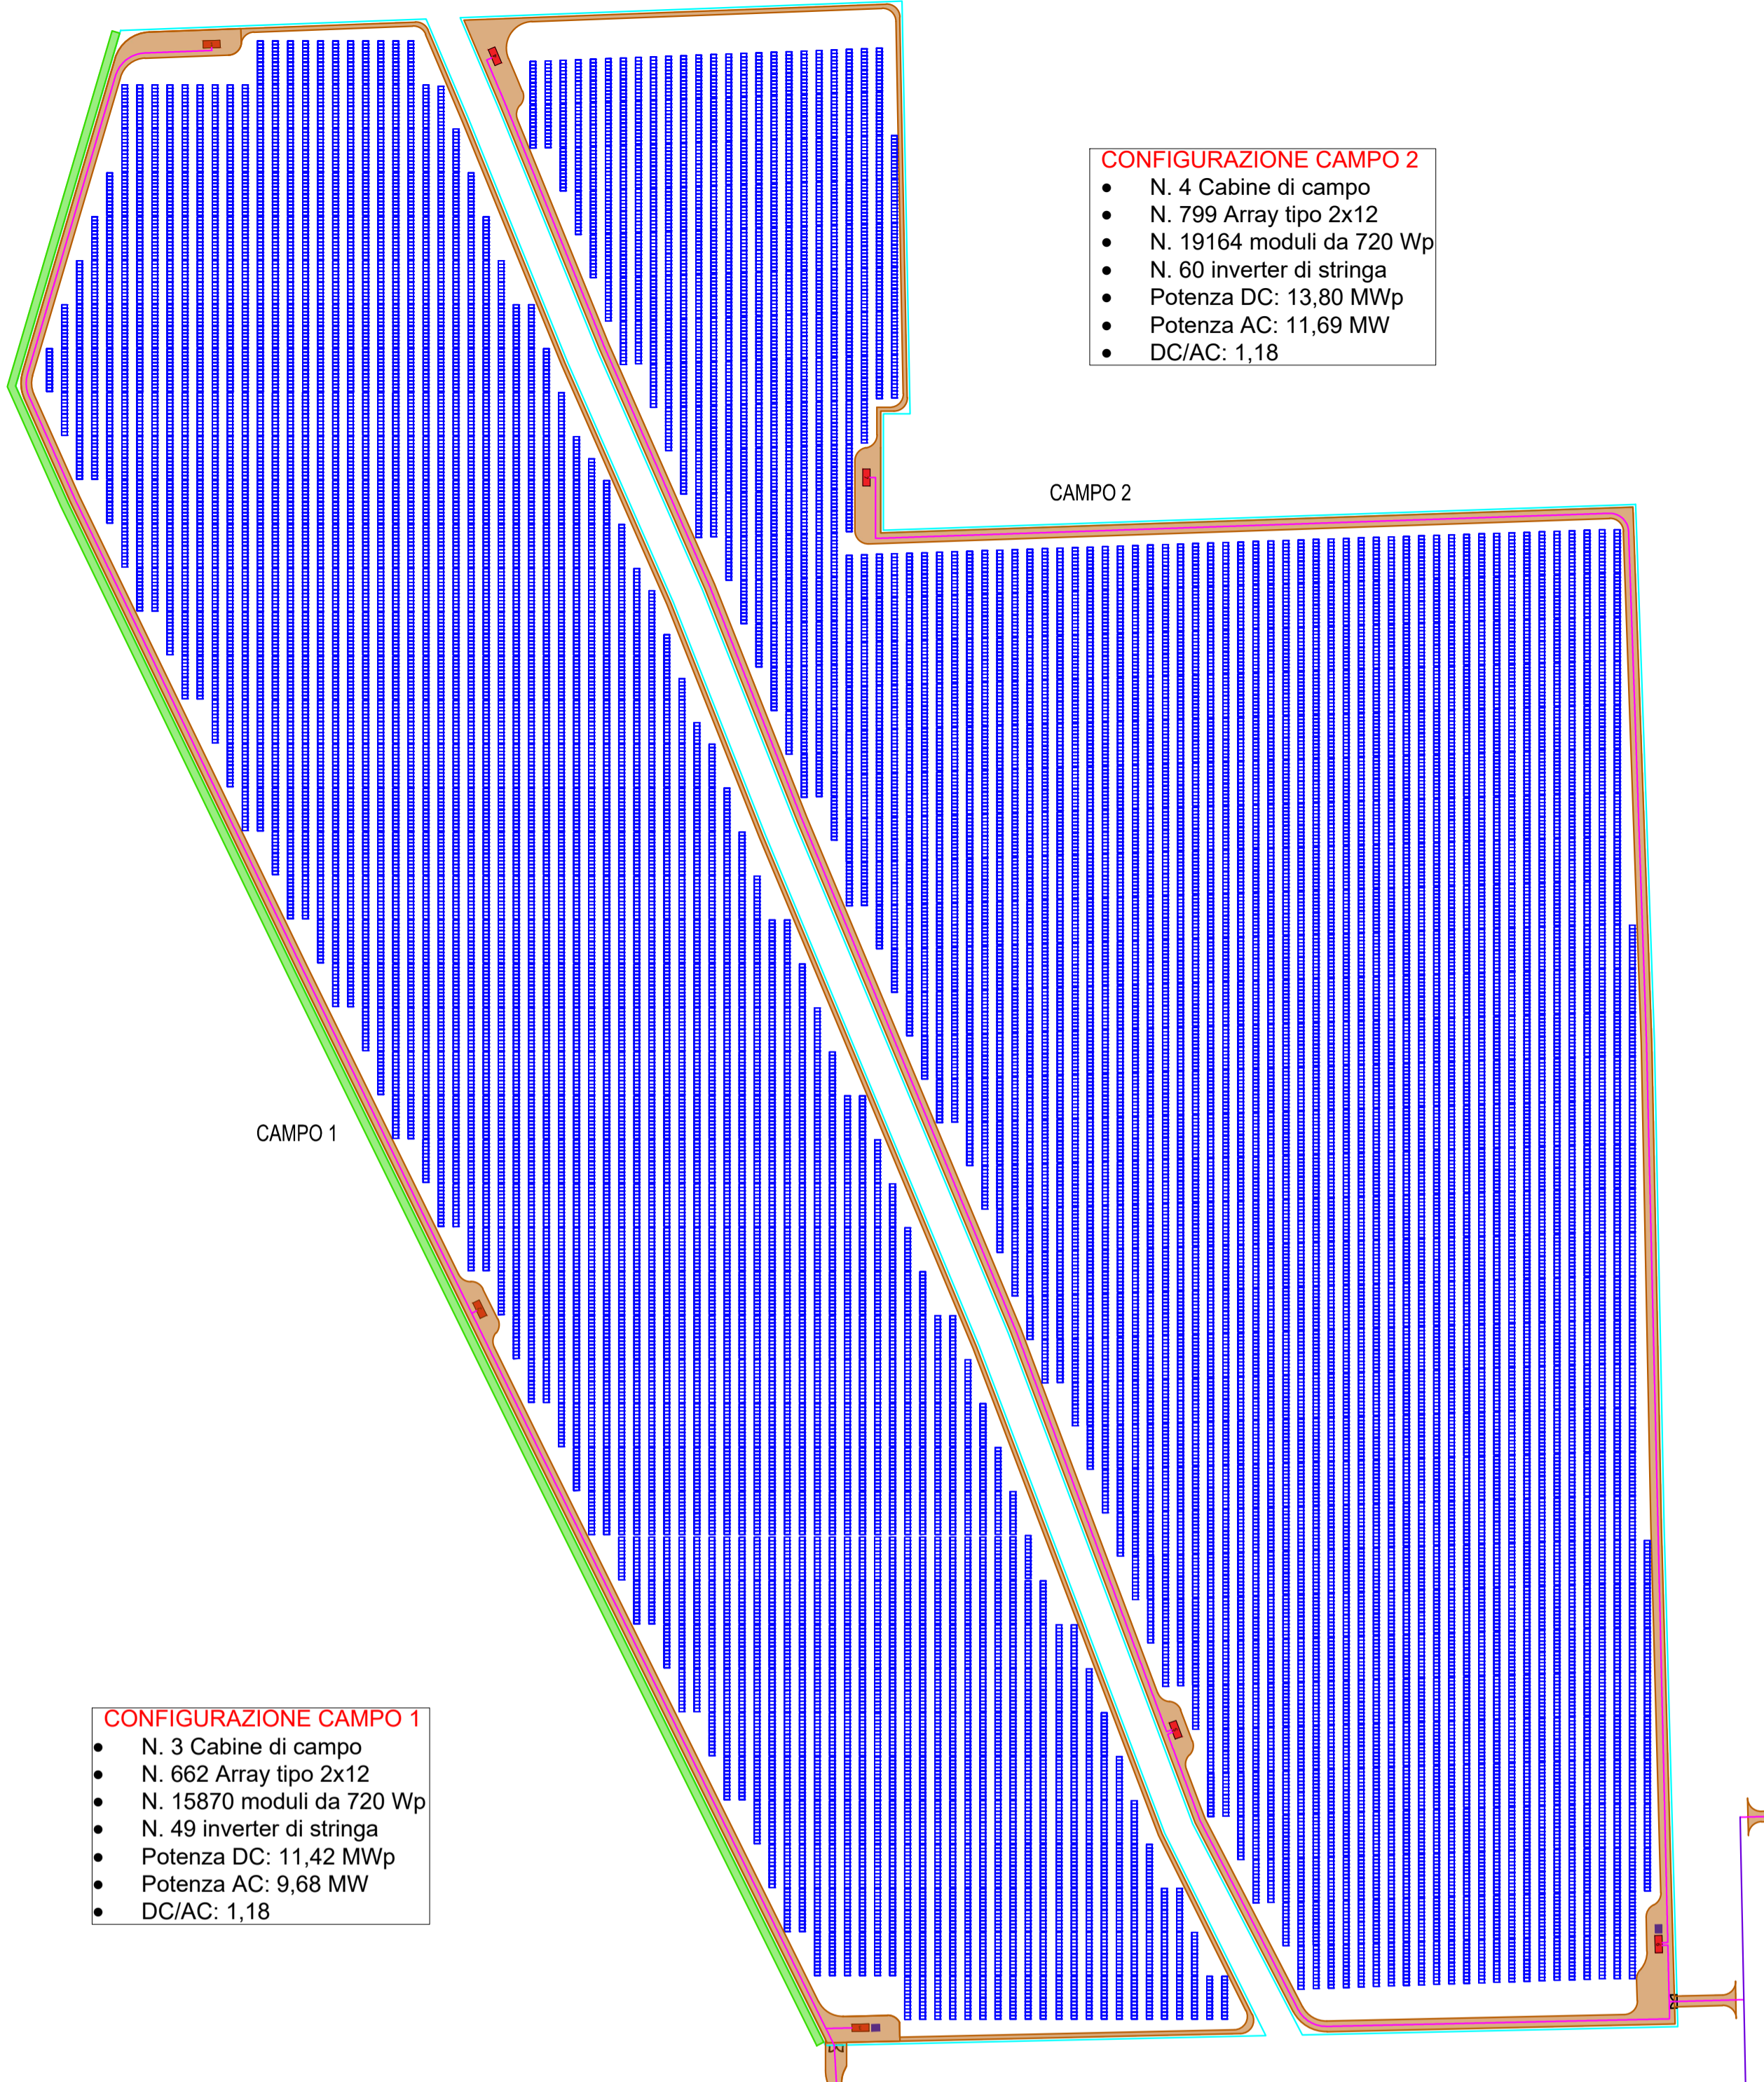 CONFIGURAZIONE CAMPO 2
• N. 4 Cabine di campo
• N. 799 Array tipo 2x12
• N. 19164 moduli da 720 Wp
• N. 60 inverter di stringa
• Potenza DC: 13,80 MWp
• Potenza AC: 11,69 MW
• DC/AC: 1,18
CAMPO 2
CAMPO 1
CONFIGURAZIONE CAMPO 1
• N. 3 Cabine di campo
• N. 662 Array tipo 2x12
• N. 15870 moduli da 720 Wp
• N. 49 inverter di stringa
• Potenza DC: 11,42 MWp
• Potenza AC: 9,68 MW
• DC/AC: 1,18